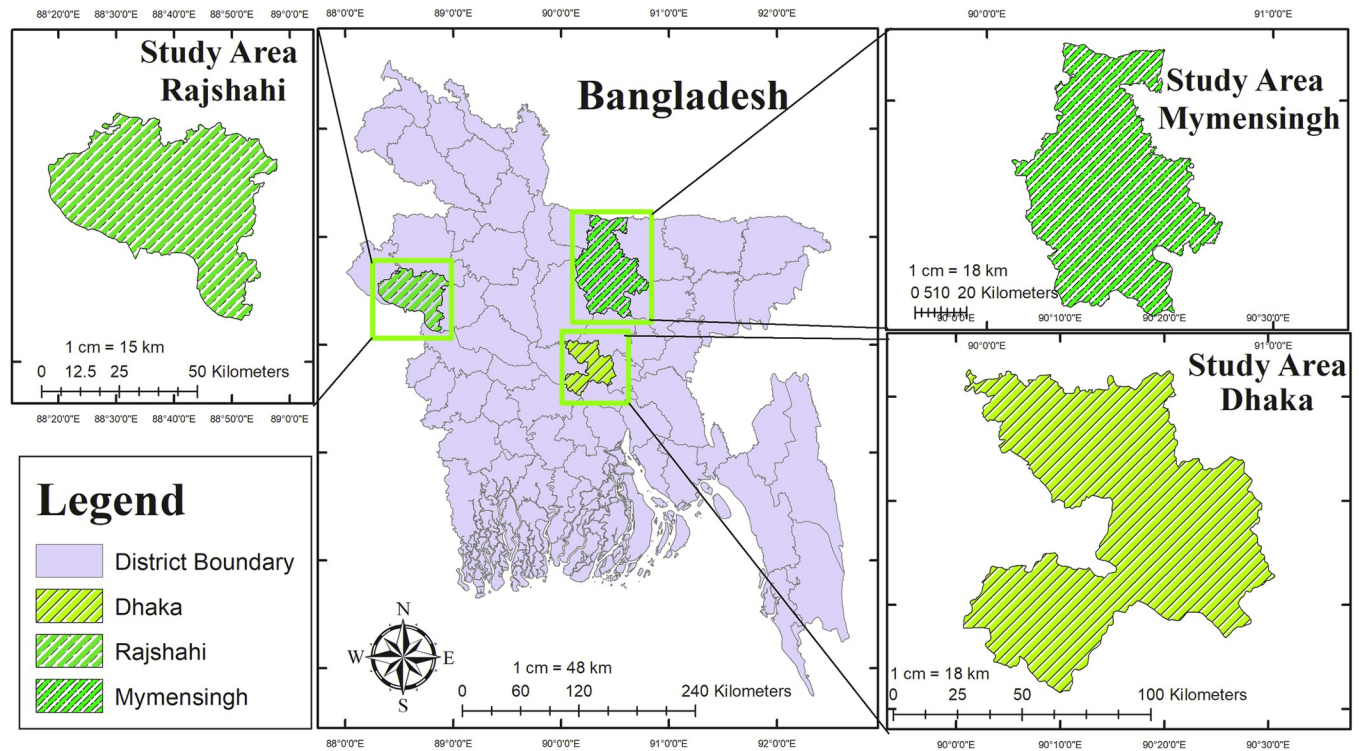 88°20'0"E 88°30'0"E 88°40'0"E 88°50'0"E 89°0'0"E
Study Area
Rajshahi
1 cm = 15 km
0 12.5 25 50 Kilometers
88°20'0"E 88°30'0"E 88°40'0"E 88°50'0"E 89°0'0"E
88°0'0"E 89°0'0"E 90°0'0"E 91°0'0"E 92°0'0"E
Bangladesh
N
W E
S
1 cm = 48 km
0 60 120 240 Kilometers
88°0'0"E 89°0'0"E 90°0'0"E 91°0'0"E 92°0'0"E
90°0'0"E 91°0'0"E
Study Area
Mymensingh
1 cm = 18 km
0 510 20 Kilometers
90°0'0"E 90°10'0"E 90°20'0"E 90°30'0"E
90°0'0"E 91°0'0"E
Study Area
Dhaka
1 cm = 18 km
0 25 50 100 Kilometers
90°0'0"E 90°10'0"E 90°20'0"E 90°30'0"E
Legend
District Boundary
Dhaka
Rajshahi
Mymensingh